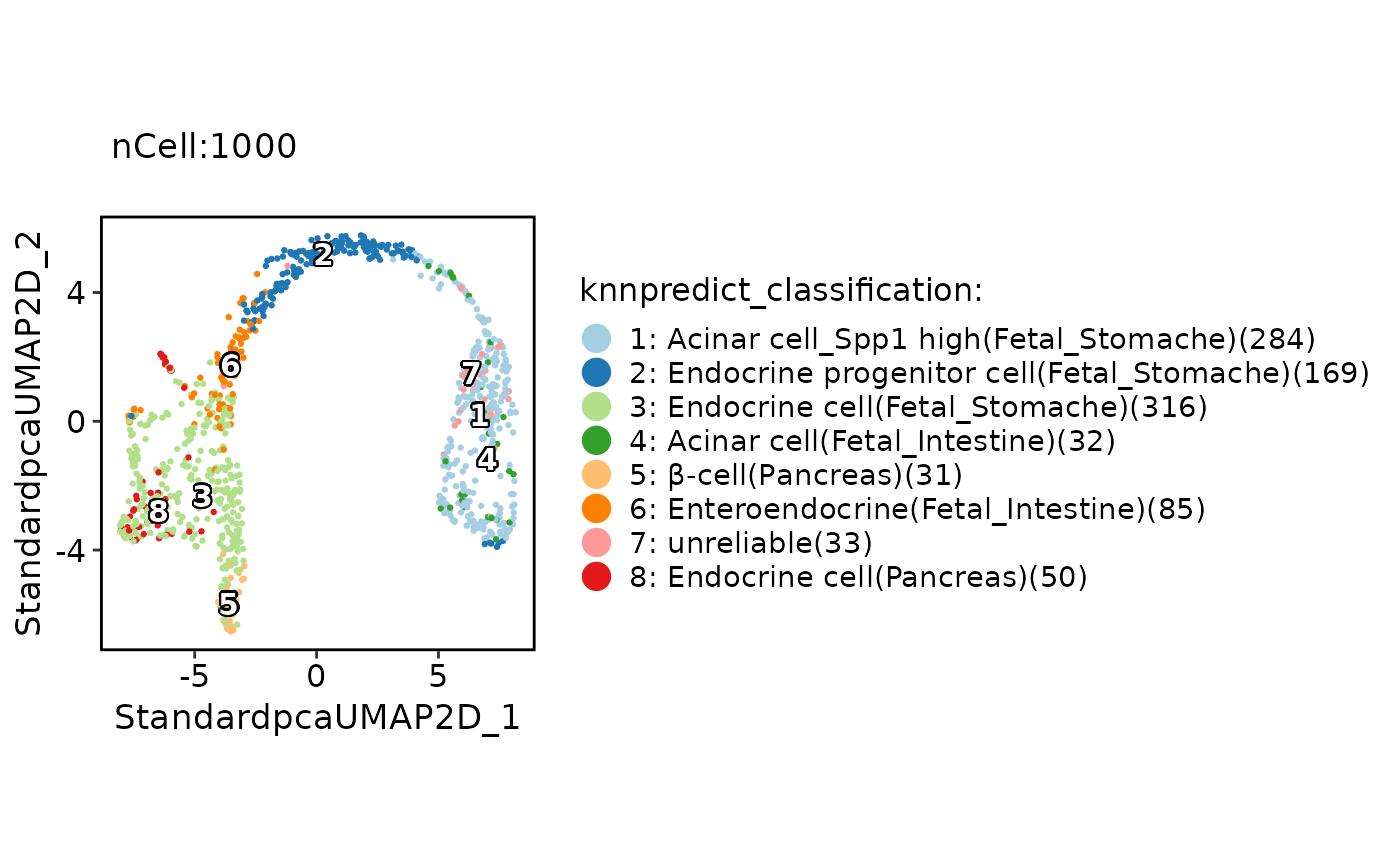 nCell:1000
StandardpcaUMAP2D_2
4
0
-4
2
6
7
1
4
3
8
5
-5
0
5
StandardpcaUMAP2D_1
knnpredict_classification:
1: Acinar cell_Spp1 high(Fetal_Stomache)(284)
2: Endocrine progenitor cell(Fetal_Stomache)(169)
3: Endocrine cell(Fetal_Stomache)(316)
4: Acinar cell(Fetal_Intestine)(32)
5: β-cell(Pancreas)(31)
6: Enteroendocrine(Fetal_Intestine)(85)
7: unreliable(33)
8: Endocrine cell(Pancreas)(50)